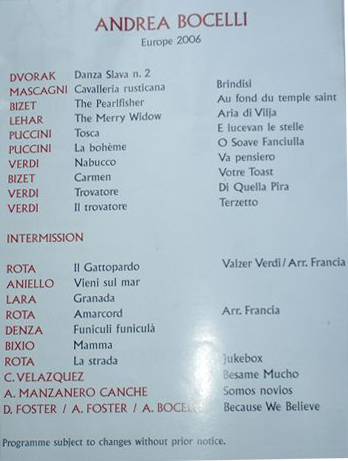 ANDREA BOCELLI
Europe 2006
DVORAK Danza Slava n. 2
MASCAGNI Cavalleria rusticana Brindisi
BIZET The Pearlfisher Au fond du temple saint
LEHAR The Merry Widow Aria di Vilja
PUCCINI Tosca E lucevan le stelle
PUCCINI La bohème O Soave Fanciulla
VERDI Nabucco Va pensiero
BIZET Carmen Votre Toast
VERDI Trovatore Di Quella Pira
VERDI Il trovatore Terzetto
INTERMISSION
ROTA Il Gattopardo Valzer Verdi/Arr. Francia
ANIELLO Vieni sul mar
LARA Granada
ROTA Amarcord Arr. Francia
DENZA Funiculi funiculà
BIXIO Mamma
ROTA La strada Jukebox
C. VELAZQUEZ Besame Mucho
A. MANZANERO CANCHE Somos novios
D. FOSTER / A. FOSTER / A. BOCELLI Because We Believe
Programme subject to changes without prior notice.